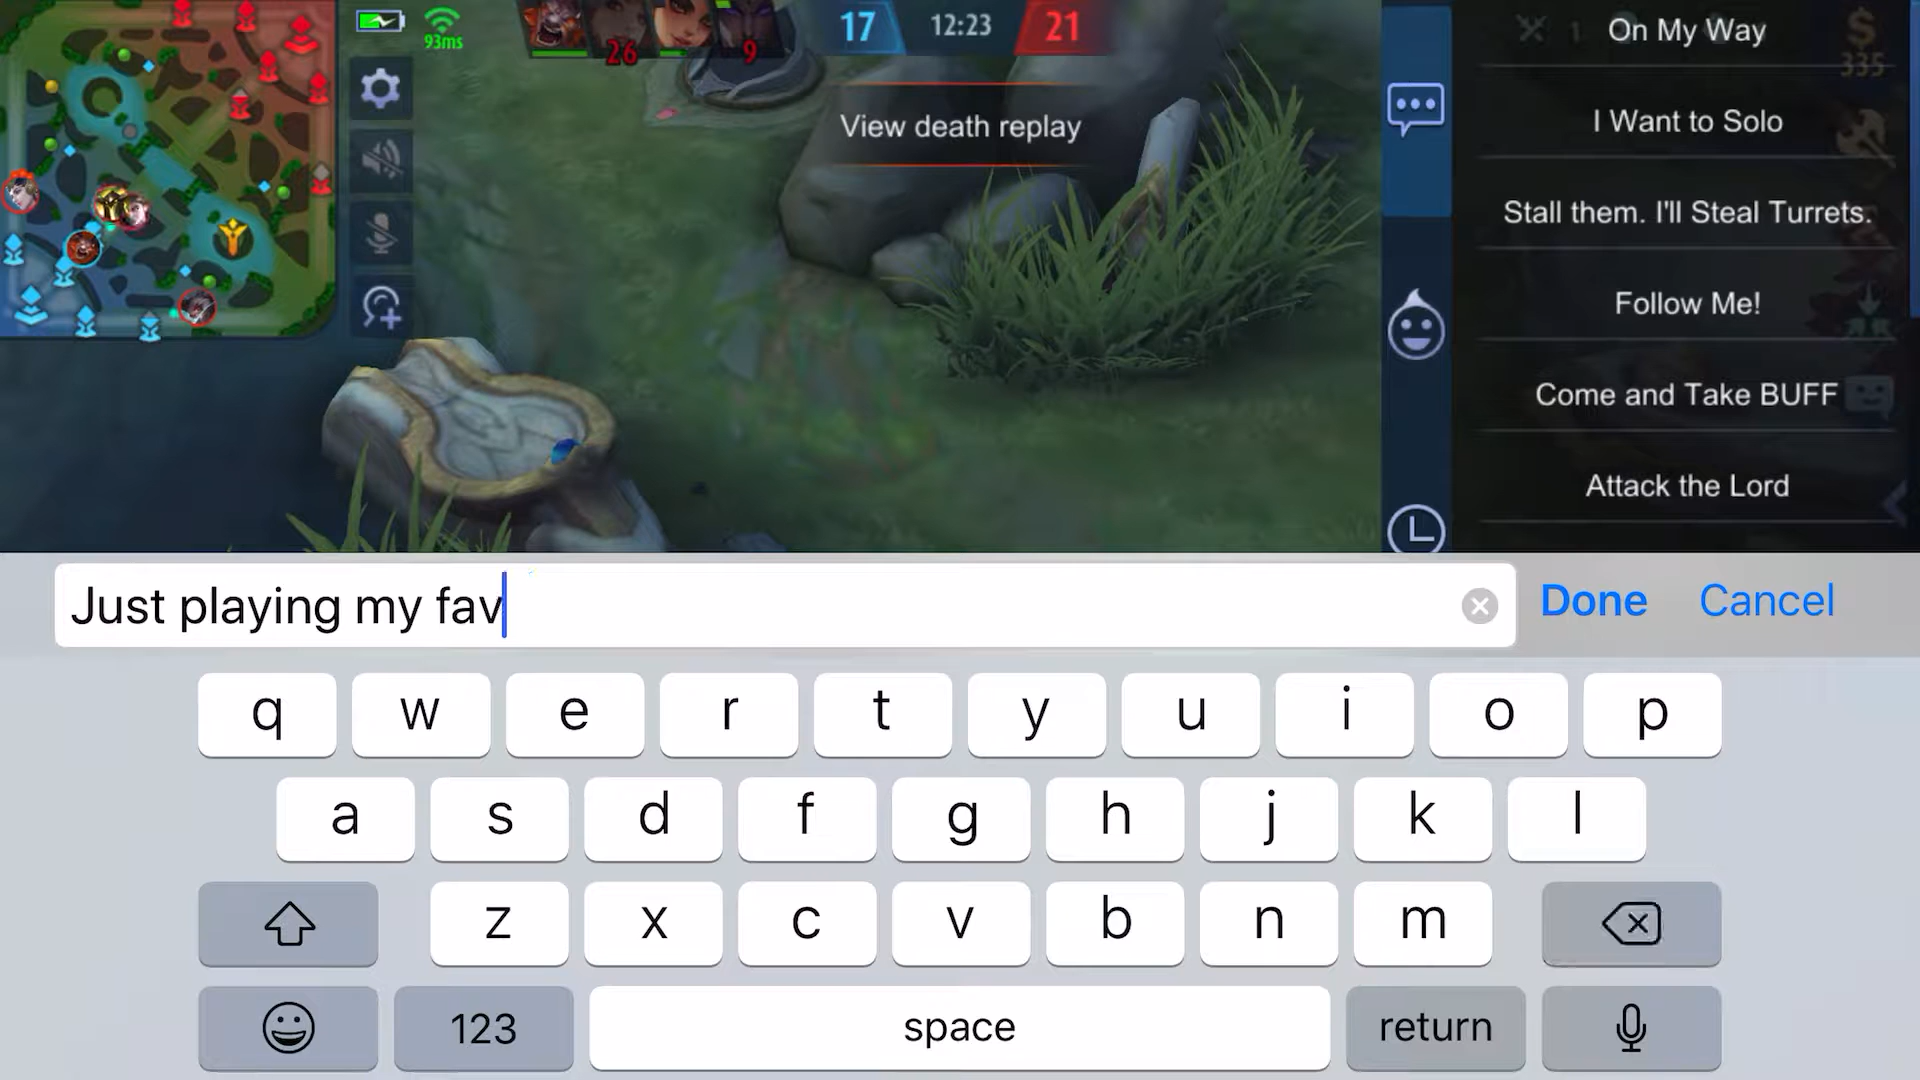 93ms
26
9
17
12:23
21
View death replay
1
335
On My Way
I Want to Solo
Stall them. I'll Steal Turrets.
Follow Me!
Come and Take BUFF
Attack the Lord
Just playing my fav
Done
Cancel
q w e r t y u i o p
a s d f g h j k l
z x c v b n m
123
space
return